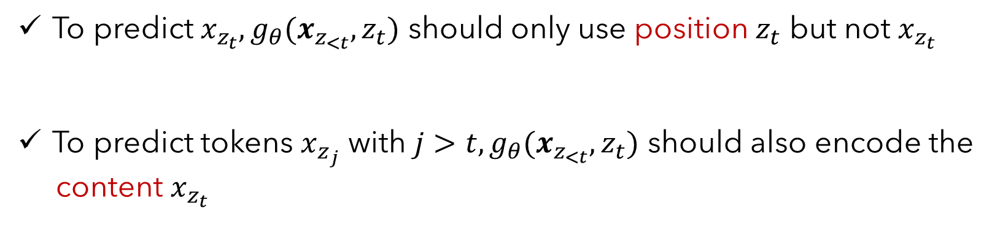 ✓ To predict $x_{z_t}, g_\theta(\boldsymbol{x}_{z_{<t}}, z_t)$ should only use position $z_t$ but not $x_{z_t}$
✓ To predict tokens $x_{z_j}$ with $j > t, g_\theta(\boldsymbol{x}_{z_{<t}}, z_t)$ should also encode the
content $x_{z_t}$